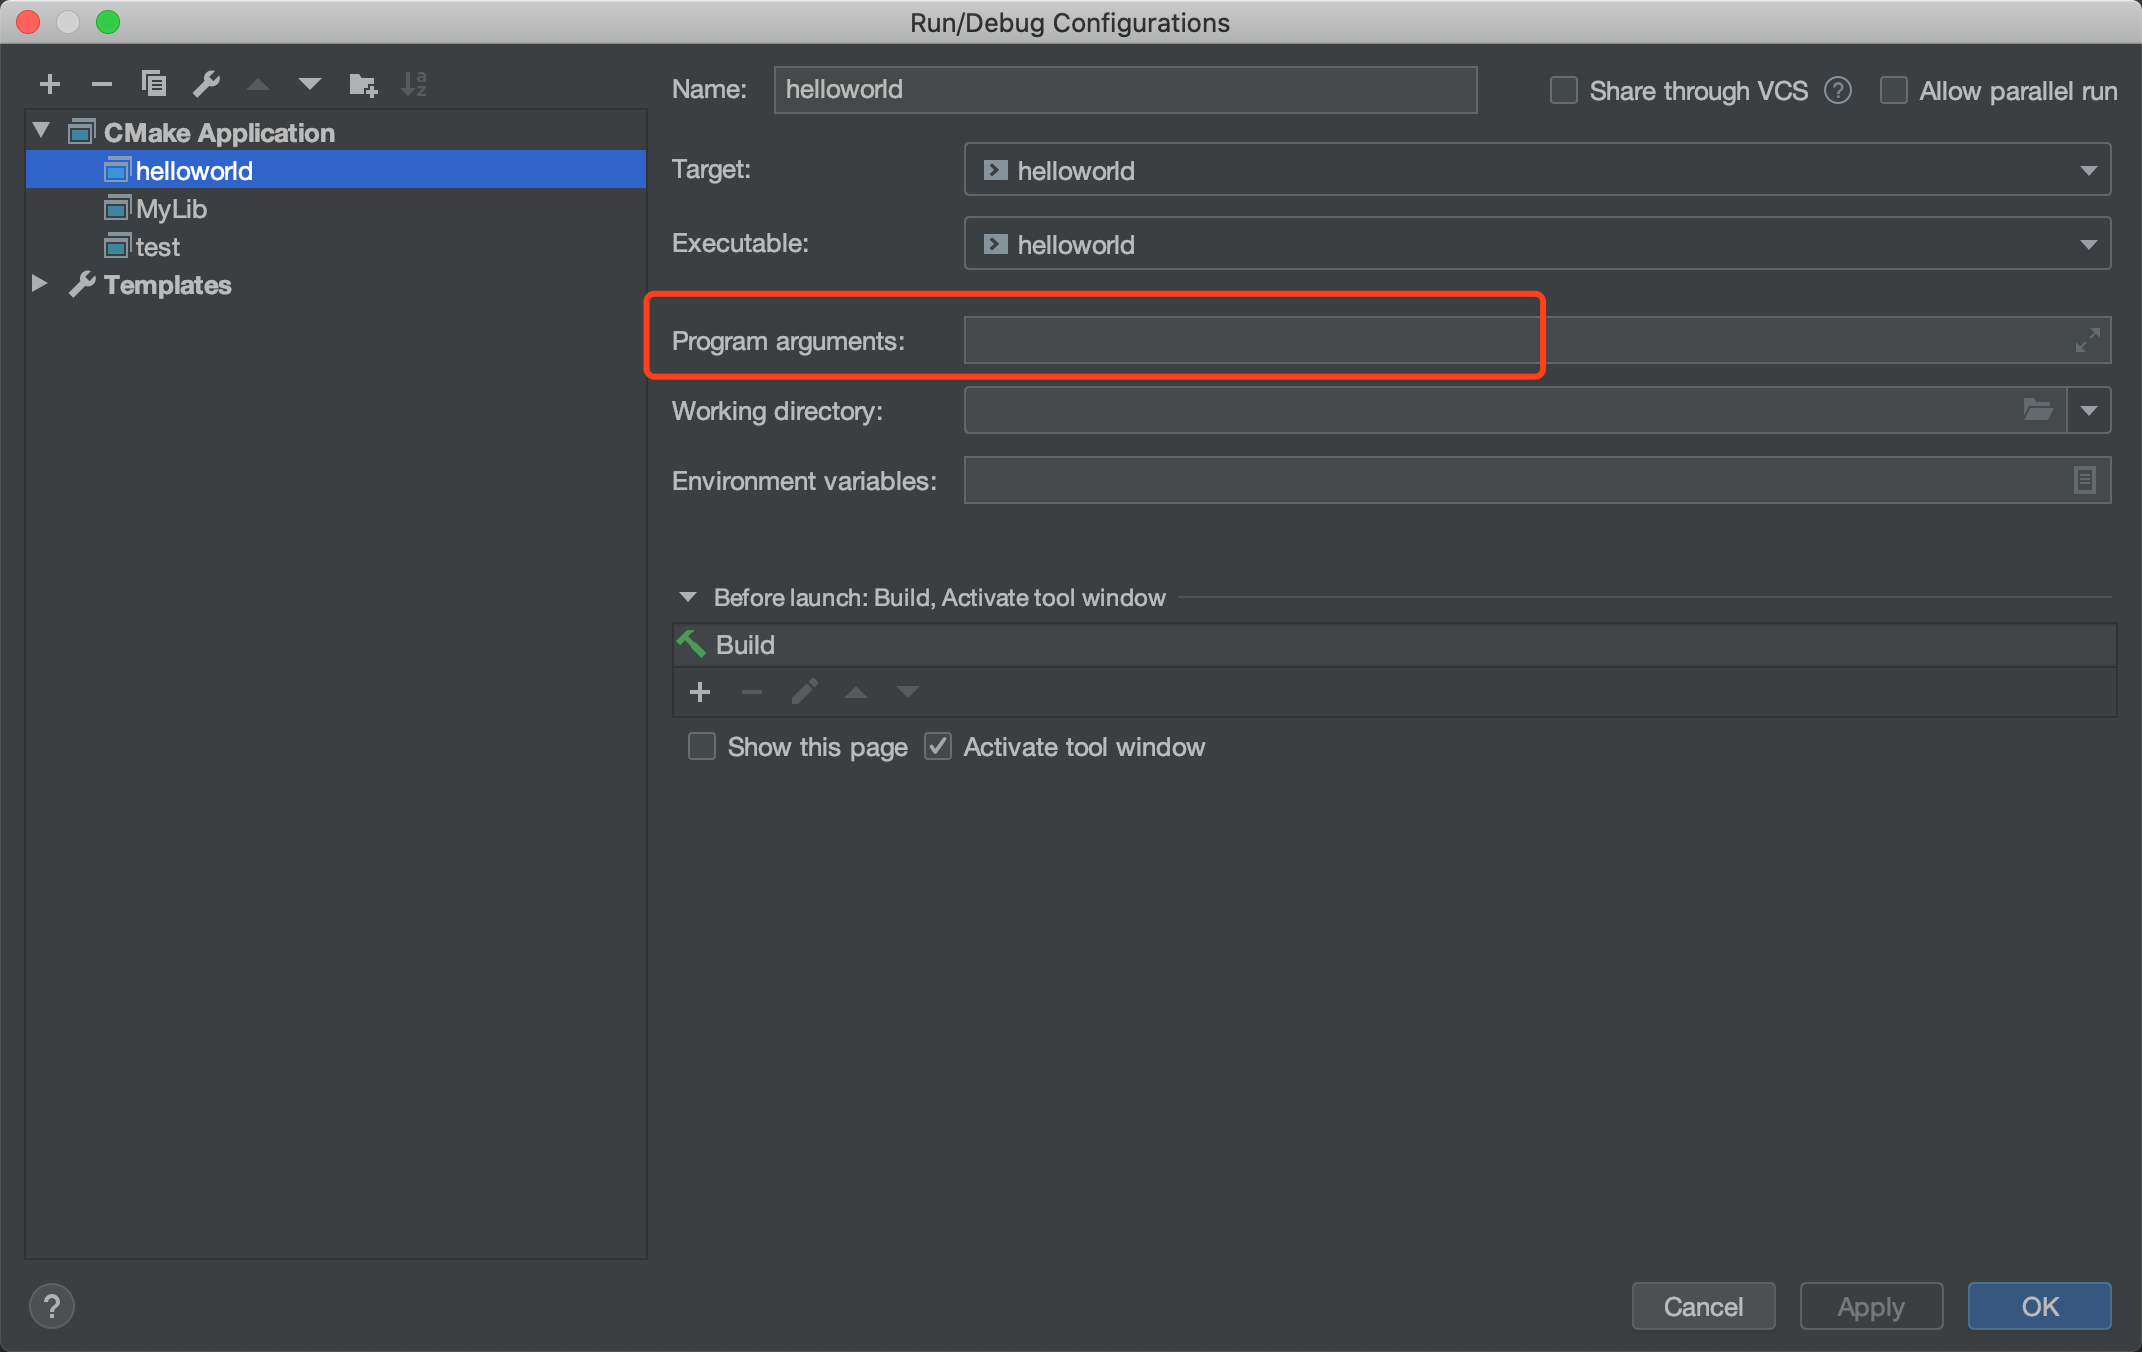 Run/Debug Configurations
Name: helloworld
Share through VCS ?
Allow parallel run
CMake Application
helloworld
MyLib
test
Templates
Target: helloworld
Executable: helloworld
Program arguments:
Working directory:
Environment variables:
Before launch: Build, Activate tool window
Build
Show this page
Activate tool window
?
Cancel
Apply
OK